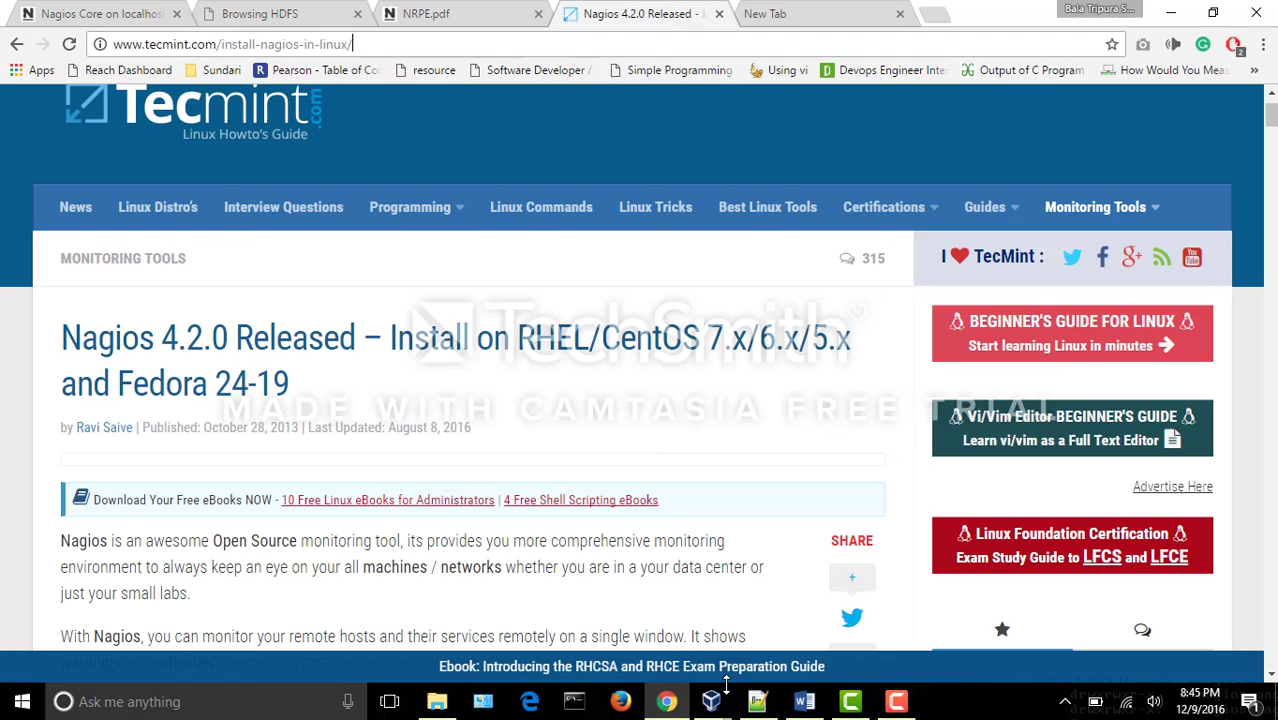 Nagios Core on localhos
Browsing HDFS
NRPE.pdf
Nagios 4.2.0 Released - I
New Tab
Bala Tripura S...
www.tecmint.com/install-nagios-in-linux/
Apps
Reach Dashboard
Sundari
Pearson - Table of Co
resource
Software Developer /
Simple Programming
Using vi
Devops Engineer Inte
Output of C Program
How Would You Meas
Tecmint.com
Linux Howto's Guide
News
Linux Distro's
Interview Questions
Programming
Linux Commands
Linux Tricks
Best Linux Tools
Certifications
Guides
Monitoring Tools
MONITORING TOOLS
315
I ♥ TecMint :
Nagios 4.2.0 Released – Install on RHEL/CentOS 7.x/6.x/5.x
and Fedora 24-19
by Ravi Saive | Published: October 28, 2013 | Last Updated: August 8, 2016
TechSmith®
MADE WITH CAMTASIA FREE TRIAL
BEGINNER'S GUIDE FOR LINUX
Start learning Linux in minutes
Vi/Vim Editor BEGINNER'S GUIDE
Learn vi/vim as a Full Text Editor
Advertise Here
Download Your Free eBooks NOW - 10 Free Linux eBooks for Administrators | 4 Free Shell Scripting eBooks
Linux Foundation Certification
Exam Study Guide to LFCS and LFCE
Nagios is an awesome Open Source monitoring tool, its provides you more comprehensive monitoring
environment to always keep an eye on your all machines / networks whether you are in a your data center or
just your small labs.
SHARE
+
With Nagios, you can monitor your remote hosts and their services remotely on a single window. It shows
Ebook: Introducing the RHCSA and RHCE Exam Preparation Guide
Ask me anything
8:45 PM
12/9/2016